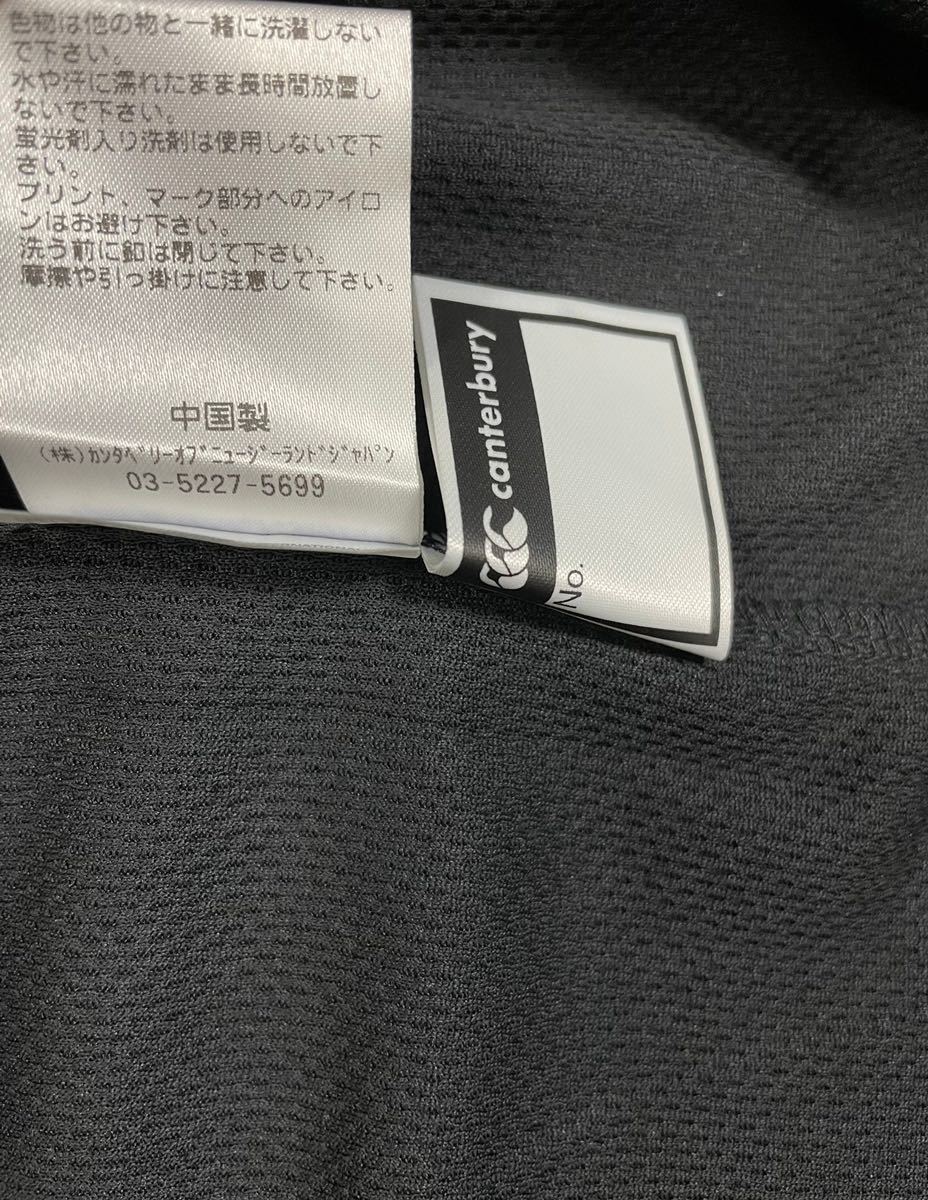 色物は他の物と一緒に洗濯しない
で下さい。
水や汗に濡れたまま長時間放置し
ないで下さい。
蛍光剤入り洗剤は使用しないで下
さい。
プリント、マーク部分へのアイロ
ンはお避け下さい。
洗う前に釦は閉じて下さい。
摩擦や引っ掛けに注意して下さい。
中国製
(株)ｶﾝﾀﾍﾞﾘｰｵﾌﾞﾆｭｰｼﾞｰﾗﾝﾄﾞｼﾞｬﾊﾟﾝ
03-5227-5699
canterbury
No.